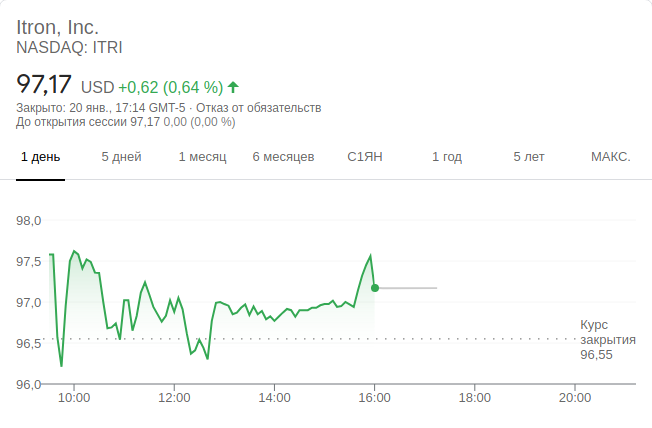 Itron, Inc.
NASDAQ: ITRI
97,17 USD +0,62 (0,64 %)
Закрыто: 20 янв., 17:14 GMT-5 · Отказ от обязательств
До открытия сессии 97,17 0,00 (0,00 %)
1 день 5 дней 1 месяц 6 месяцев С1ЯН 1 год 5 лет МАКС.
98,0
97,5
97,0
96,5
96,0
Курс
закрытия
96,55
10:00 12:00 14:00 16:00 18:00 20:00